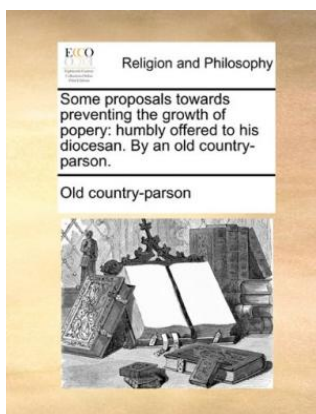 ECCO
Religion and Philosophy
Some proposals towards
preventing the growth of
popery: humbly offered to his
diocesan. By an old country-
parson.
Old country-parson